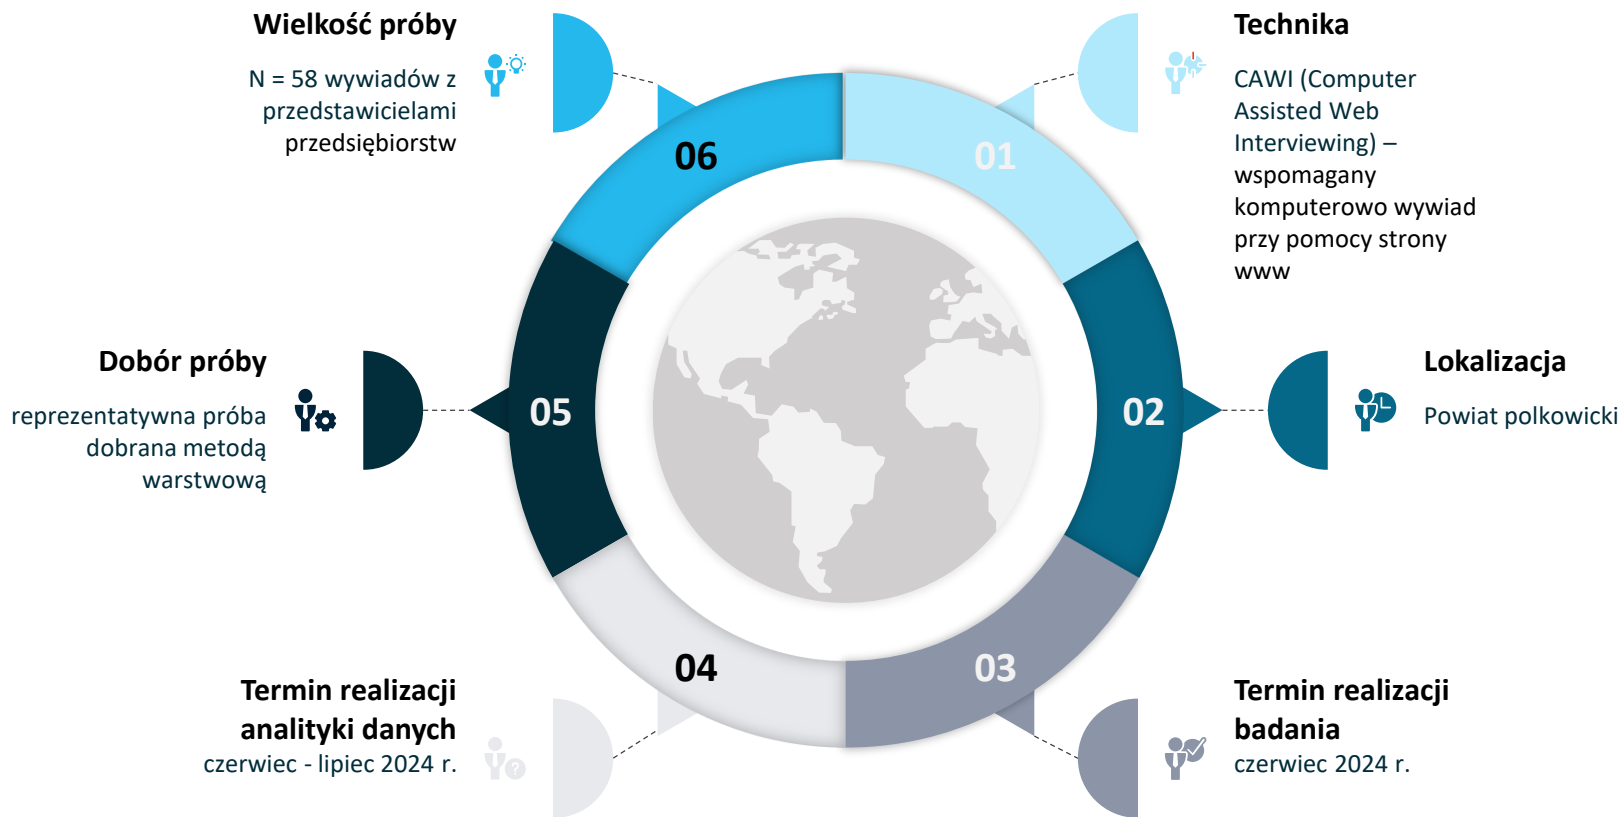 Wielkość próby
N = 58 wywiadów z
przedstawicielami
przedsiębiorstw
06
Technika
CAWI (Computer
Assisted Web
Interviewing) –
wspomagany
komputerowo wywiad
przy pomocy strony
www
01
Dobór próby
reprezentatywna próba
dobrana metodą
warstwową
05
02
Lokalizacja
Powiat polkowicki
Termin realizacji
analityki danych
czerwiec - lipiec 2024 r.
?
04
03
Termin realizacji
badania
czerwiec 2024 r.